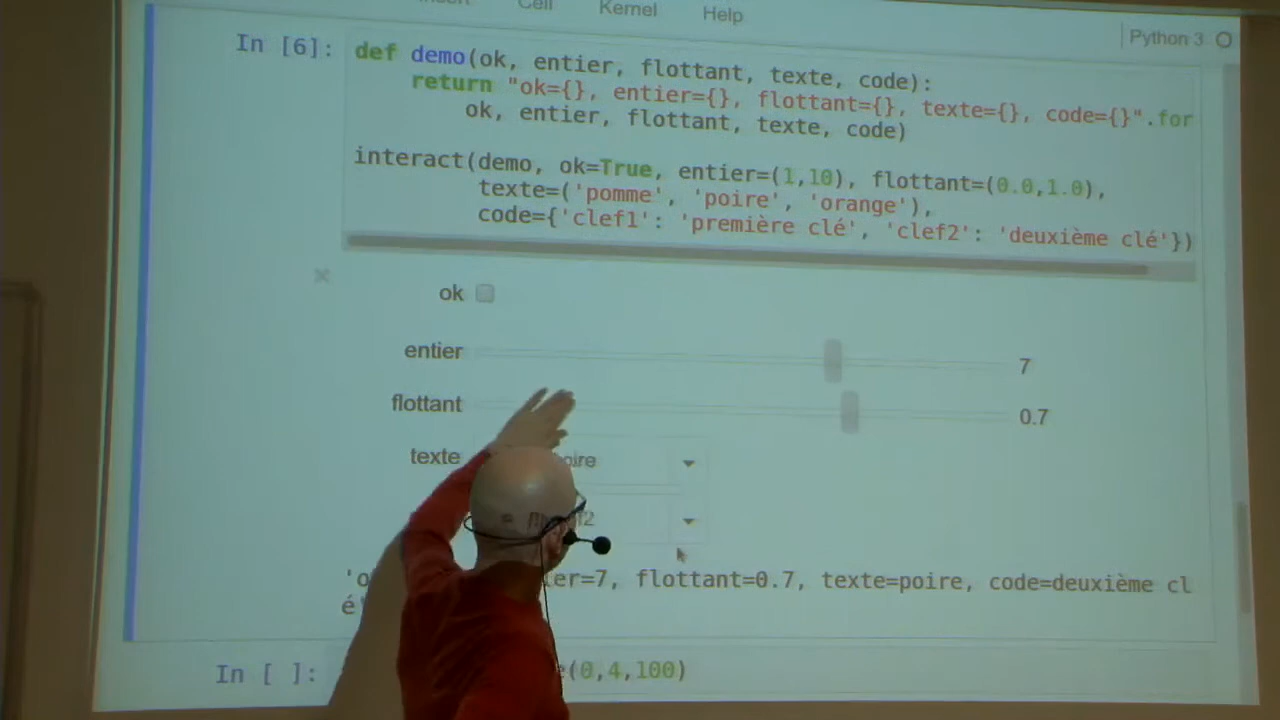 Insert Cell Kernel Help
Python 3
In [6]: def demo(ok, entier, flottant, texte, code):
return "ok={}, entier={}, flottant={}, texte={}, code={}".for
ok, entier, flottant, texte, code)
interact(demo, ok=True, entier=(1,10), flottant=(0.0,1.0),
texte=('pomme', 'poire', 'orange'),
code={'clef1': 'première clé', 'clef2': 'deuxième clé'})
ok
entier 7
flottant 0.7
texte
=7, flottant=0.7, texte=poire, code=deuxième cl
é'
In [ ]: (0,4,100)